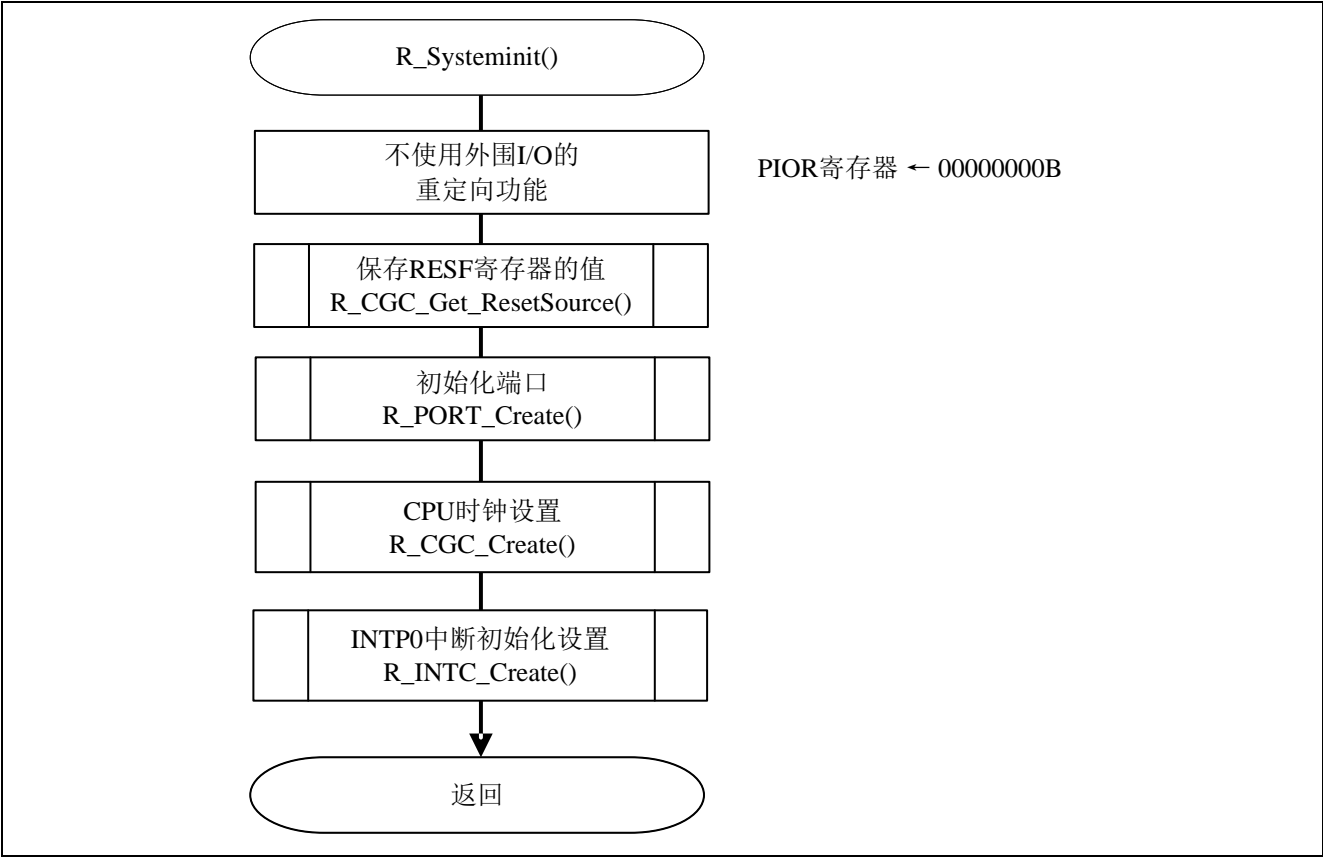 R_Systeminit()
不使用外围I/O的
重定向功能
PIOR寄存器 ← 00000000B
保存RESF寄存器的值
R_CGC_Get_ResetSource()
初始化端口
R_PORT_Create()
CPU时钟设置
R_CGC_Create()
INTP0中断初始化设置
R_INTC_Create()
返回